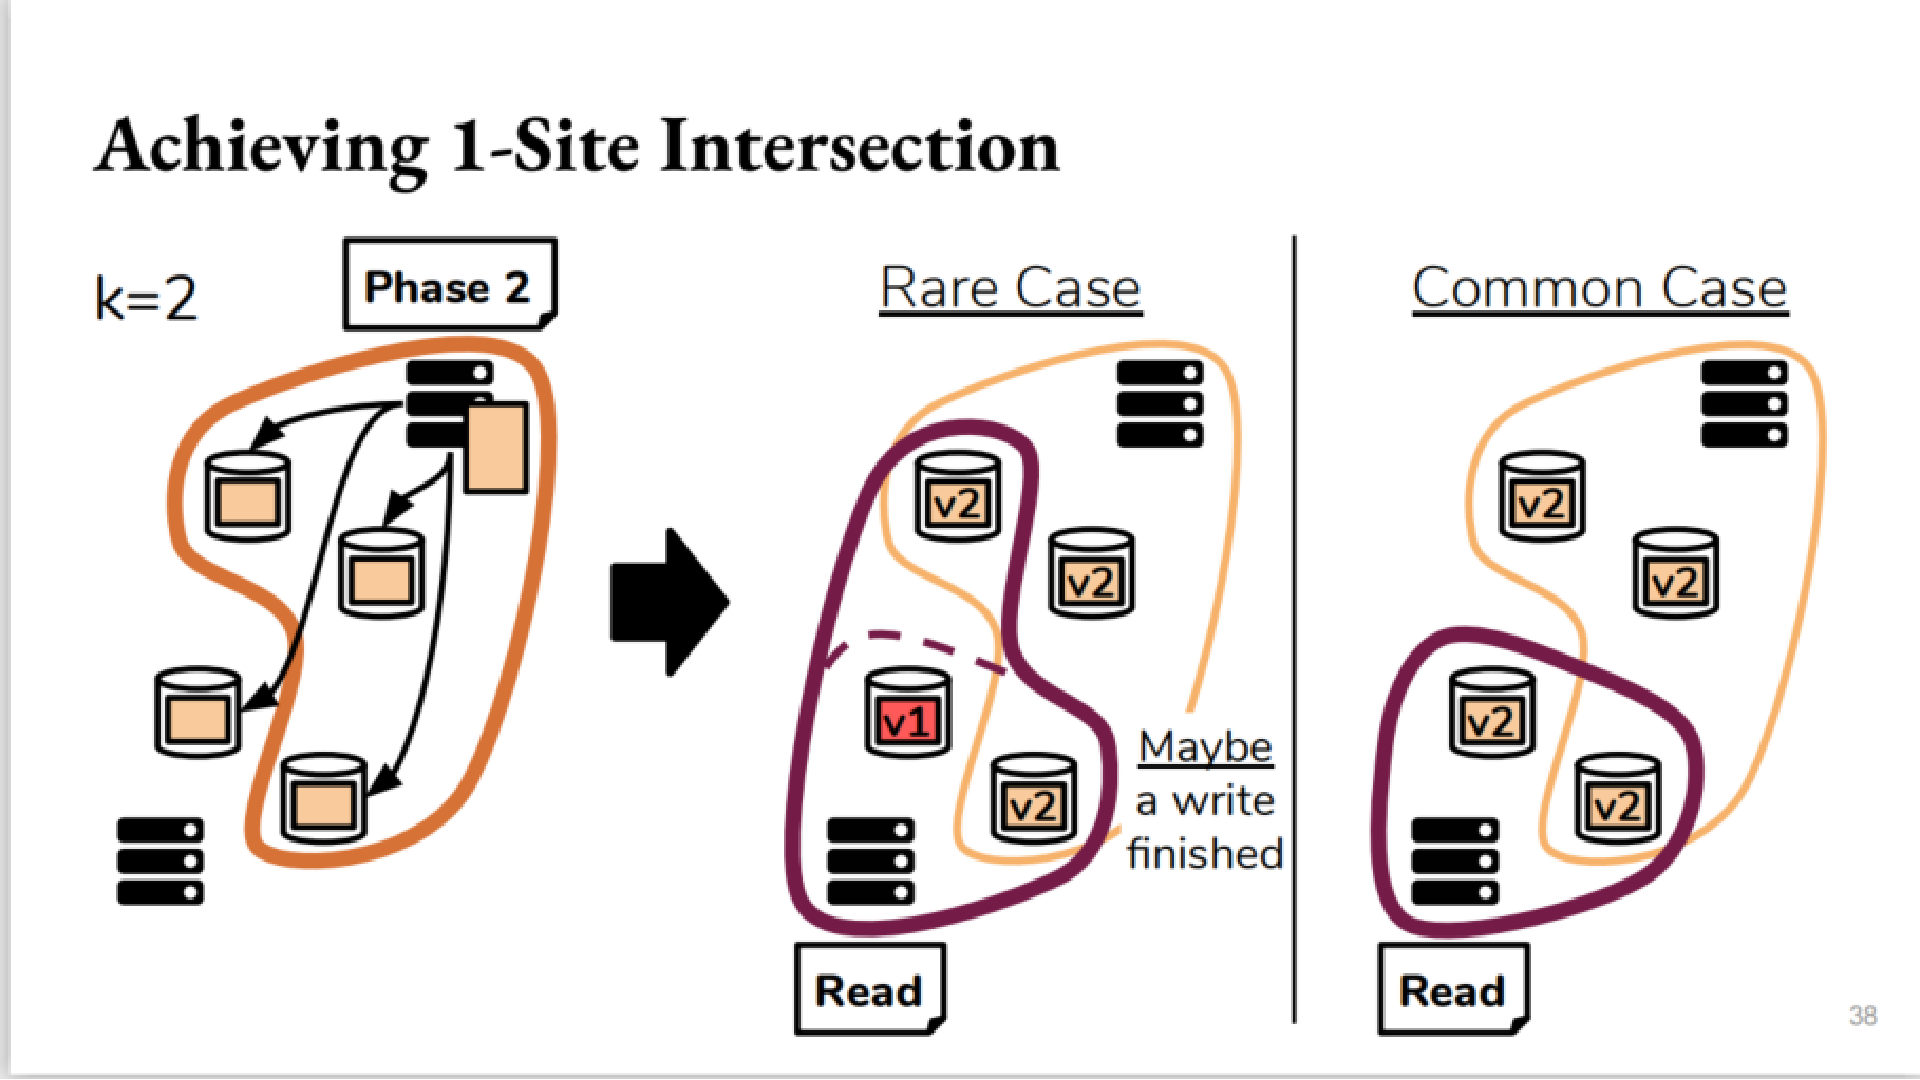 Achieving 1-Site Intersection
k=2
Phase 2
Rare Case
v2
v2
v1
v2
Maybe
a write
finished
Read
Common Case
v2
v2
v2
v2
Read
38